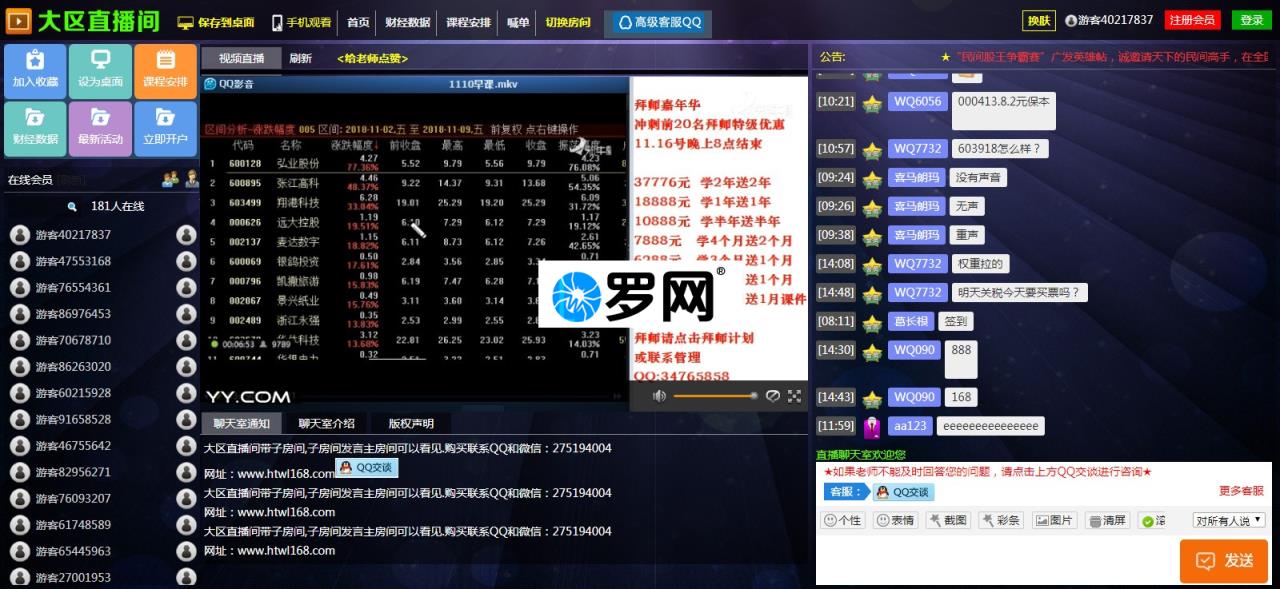 大区直播间 保存到桌面 手机观看 首页 财经数据 课程安排 喊单 切换房间 高级客服QQ 换肤 游客40217837 注册会员 登录
加入收藏 设为桌面 课程安排
财经数据 最新活动 立即开户
在线会员
181人在线
游客40217837
游客47553168
游客76554361
游客86976453
游客70678710
游客86263020
游客60215928
游客91658528
游客46755642
游客82956271
游客76093207
游客61748589
游客65445963
游客27001953
视频直播 刷新 <给老师点赞>
QQ影音 1110早课.mkv
区间分析-涨跌幅度 005 区间: 2018-11-02,五 至 2018-11-09,五 前复权 点右键操作
代码 名称 涨跌幅度↓ 前收盘 最高 最低 收盘
1 600128 弘业股份 4.27 77.36% 5.52 9.79 5.56 9.79 4.23 76.08%
2 600895 张江高科 4.46 48.37% 9.22 14.37 9.31 13.68 5.06 54.35%
3 603499 翔港科技 6.28 33.04% 19.01 25.29 19.20 25.29 6.09 31.72%
4 000626 远大控股 1.19 19.51% 6.10 7.29 6.12 7.29 1.17 19.12%
5 002137 麦达数字 1.15 18.82% 6.11 8.73 6.12 7.26 2.61 42.65%
6 600069 银鸽投资 0.50 17.61% 2.84 3.56 2.85 0.71
7 000796 凯撒旅游 0.98 15.83% 6.19 7.47 6.28
8 002067 景兴纸业 0.49 15.76% 3.11 3.60 3.14
9 002489 浙江永强 0.35 13.83% 2.53 2.99 2.55
3.12 13.68% 22.81 26.25 23.02 25.93 3.23 14.03%
0.32 0.71
00:06:53 9789
YY.COM
拜师嘉年华
冲刺前20名拜师特级优惠
11.16号晚上8点结束
37776元 学2年送2年
18888元 学1年送1年
10888元 学半年送半年
7888元 学4个月送2个月
6288元 学3个月送1个月
送1个月
送1月课件
拜师请点击拜师计划
或联系管理
QQ:34765858
罗网®
聊天室通知 聊天室介绍 版权声明
大区直播间带子房间,子房间发言主房间可以看见.购买联系QQ和微信：275194004
网址：www.htwl168.com QQ交谈
大区直播间带子房间,子房间发言主房间可以看见.购买联系QQ和微信：275194004
网址：www.htwl168.com
大区直播间带子房间,子房间发言主房间可以看见.购买联系QQ和微信：275194004
网址：www.htwl168.com
公告: ★ "民间股王争霸赛" 广发英雄帖，诚邀请天下的民间高手，在全
[10:21] WQ6056 000413.8.2元保本
[10:57] WQ7732 603918怎么样？
[09:24] 喜马朗玛 没有声音
[09:26] 喜马朗玛 无声
[09:38] 喜马朗玛 重声
[14:08] WQ7732 权重拉的
[14:48] WQ7732 明天关税今天要买票吗？
[08:11] 葛长根 签到
[14:30] WQ090 888
[14:43] WQ090 168
[11:59] aa123 eeeeeeeeeeeeeee
直播聊天室欢迎您
★如果老师不能及时回答您的问题，请点击上方QQ交谈进行咨询★
客服： QQ交谈 更多客服
个性 表情 截图 彩条 图片 清屏 滚 对所有人说
发送